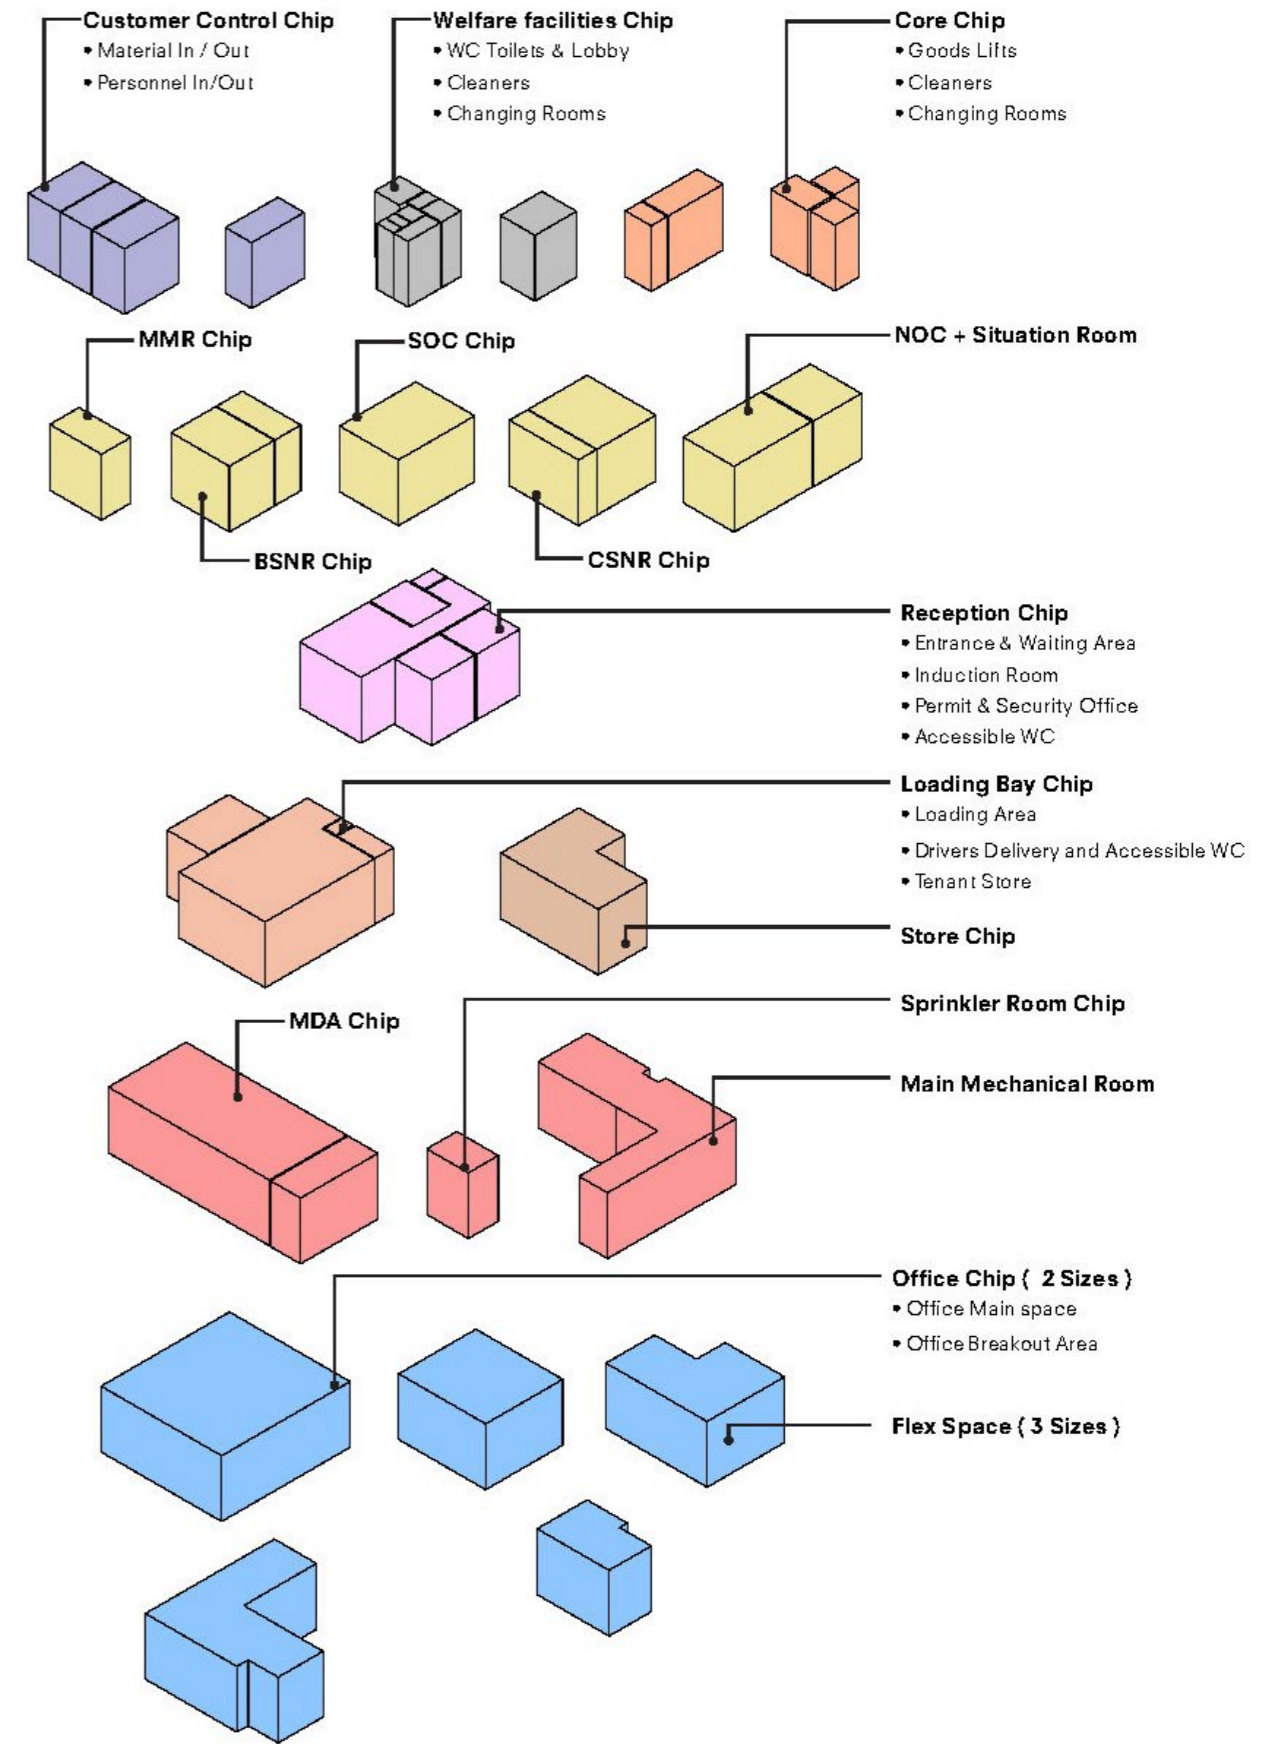 Customer Control Chip
• Material In / Out
• Personnel In/Out
Welfare facilities Chip
• WC Toilets & Lobby
• Cleaners
• Changing Rooms
Core Chip
• Goods Lifts
• Cleaners
• Changing Rooms
MMR Chip
SOC Chip
NOC + Situation Room
BSNR Chip
CSNR Chip
Reception Chip
• Entrance & Waiting Area
• Induction Room
• Permit & Security Office
• Accessible WC
Loading Bay Chip
• Loading Area
• Drivers Delivery and Accessible WC
• Tenant Store
Store Chip
Sprinkler Room Chip
MDA Chip
Main Mechanical Room
Office Chip ( 2 Sizes )
• Office Main space
• Office Breakout Area
Flex Space ( 3 Sizes )